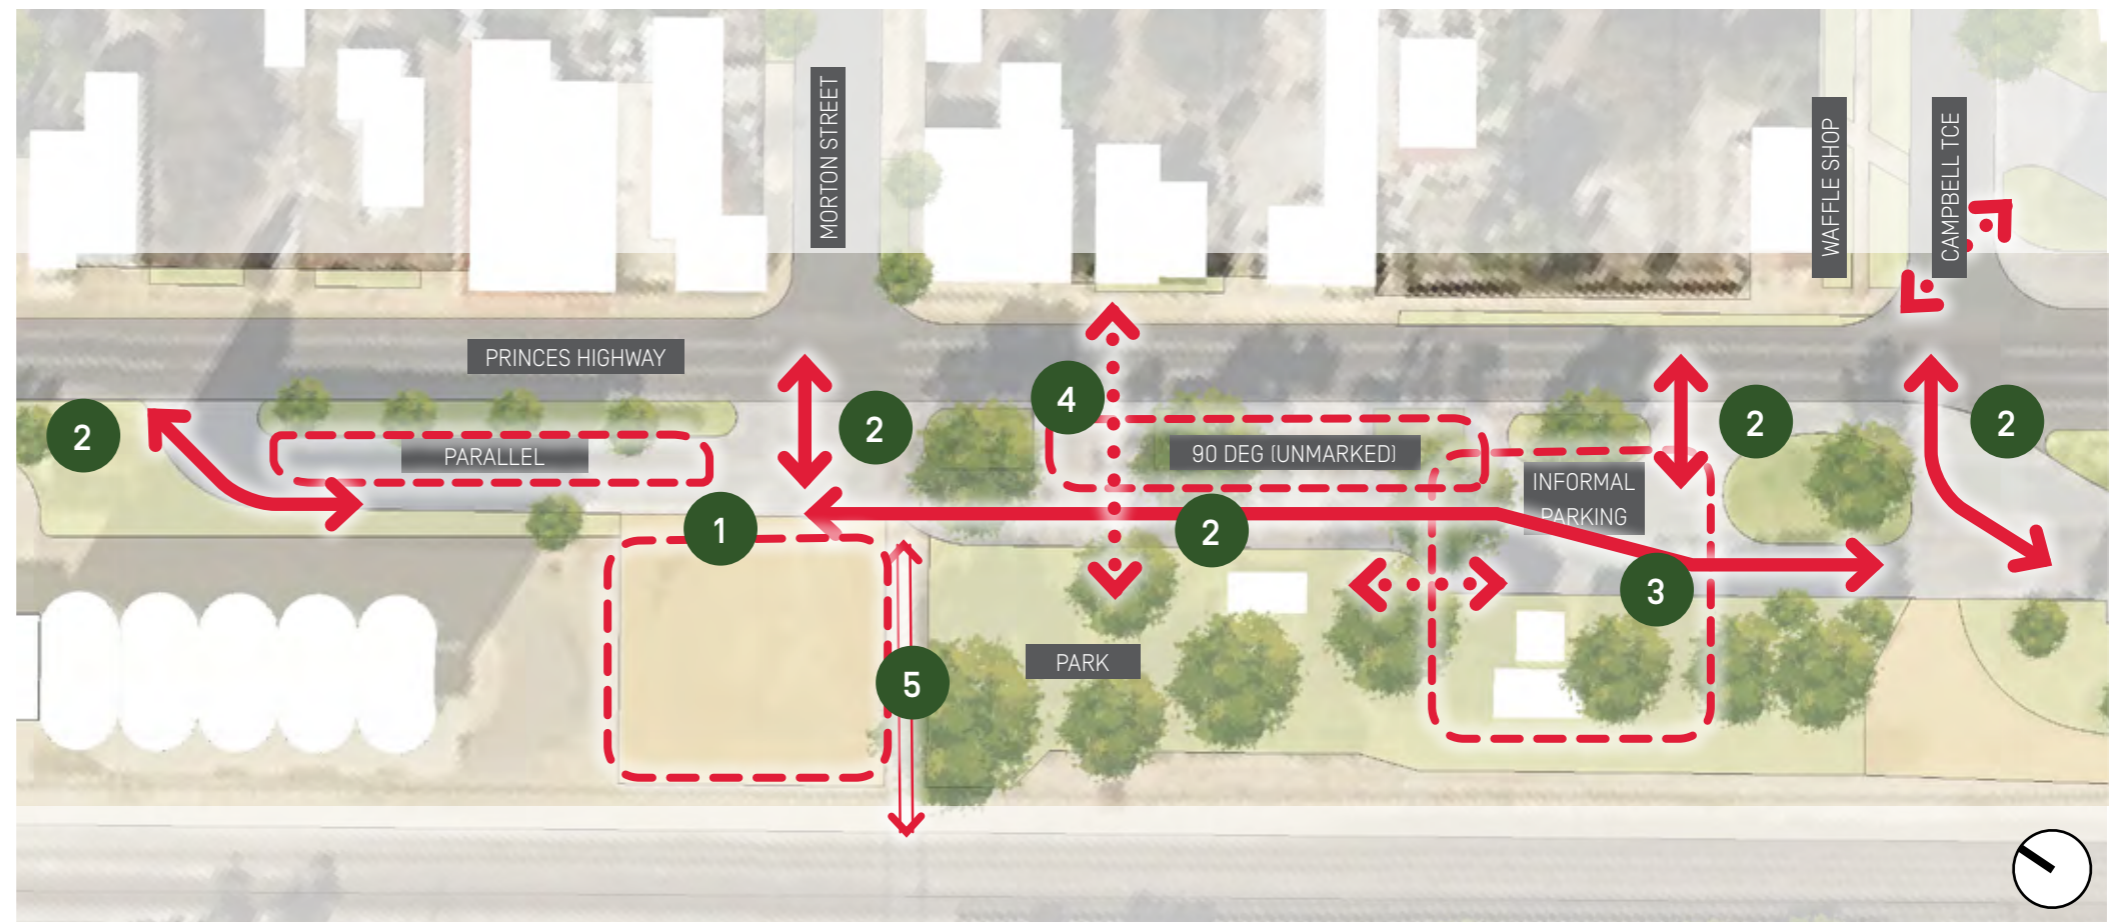 MORTON STREET
WAFFLE SHOP
CAMPBELL TCE
PRINCES HIGHWAY
2
PARALLEL
2
4
90 DEG (UNMARKED)
2
2
INFORMAL
PARKING
1
2
3
PARK
5